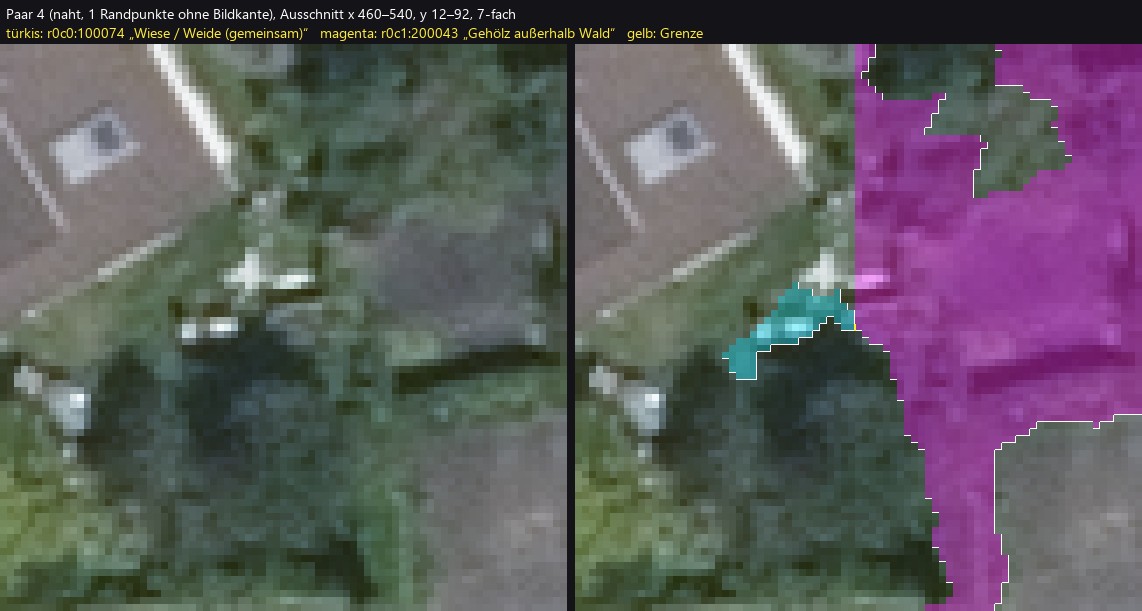 Paar 4 (naht, 1 Randpunkte ohne Bildkante), Ausschnitt x 460–540, y 12–92, 7-fach
türkis: r0c0:100074 „Wiese / Weide (gemeinsam)“ magenta: r0c1:200043 „Gehölz außerhalb Wald“ gelb: Grenze